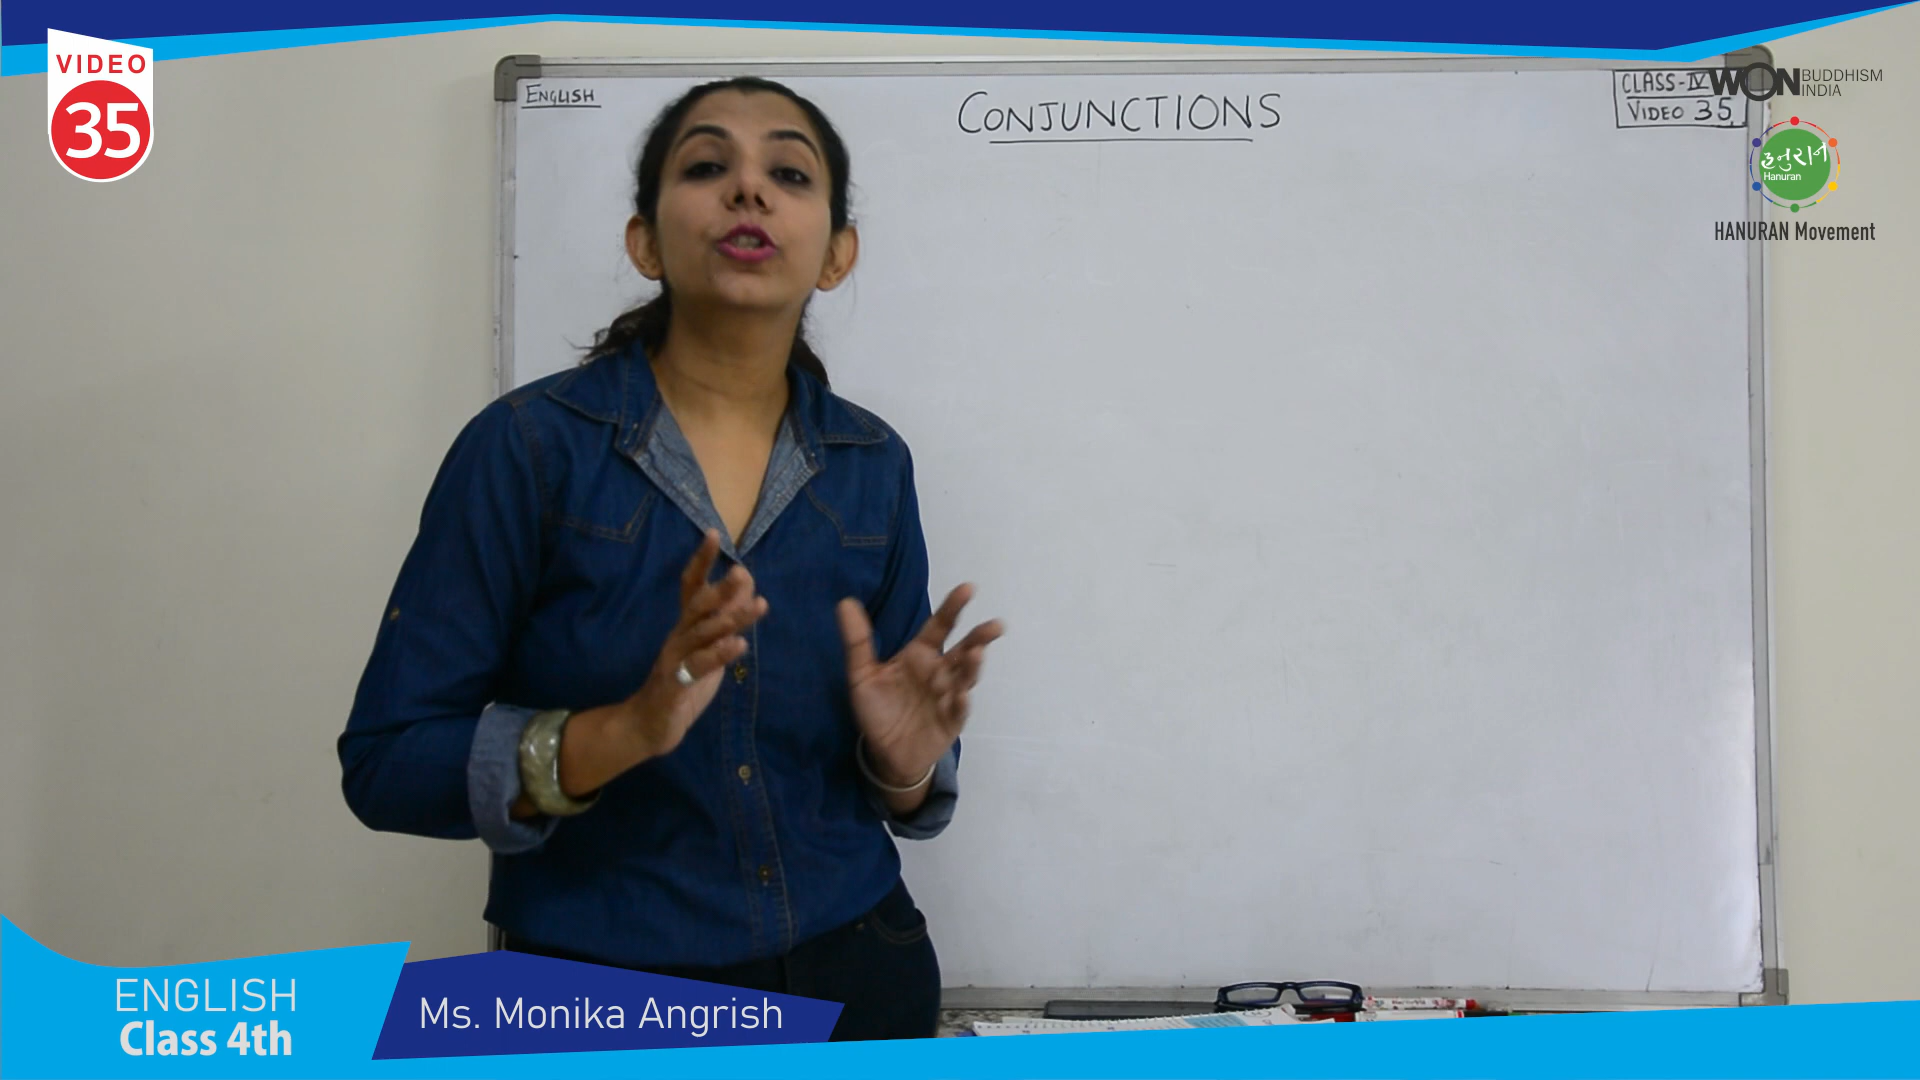 VIDEO
35
ENGLISH
CONJUNCTIONS
CLASS-IV
VIDEO 35
WON BUDDHISM
INDIA
હનુરાન
Hanuran
HANURAN Movement
ENGLISH
Class 4th
Ms. Monika Angrish